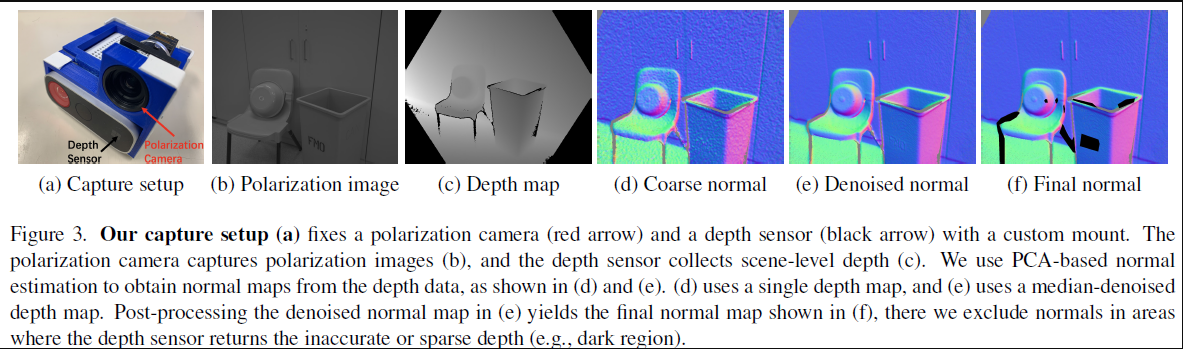 Depth
Sensor
Polarization
Camera
FMO
(a) Capture setup
(b) Polarization image
(c) Depth map
(d) Coarse normal
(e) Denoised normal
(f) Final normal
Figure 3. Our capture setup (a) fixes a polarization camera (red arrow) and a depth sensor (black arrow) with a custom mount. The
polarization camera captures polarization images (b), and the depth sensor collects scene-level depth (c). We use PCA-based normal
estimation to obtain normal maps from the depth data, as shown in (d) and (e). (d) uses a single depth map, and (e) uses a median-denoised
depth map. Post-processing the denoised normal map in (e) yields the final normal map shown in (f), there we exclude normals in areas
where the depth sensor returns the inaccurate or sparse depth (e.g., dark region).